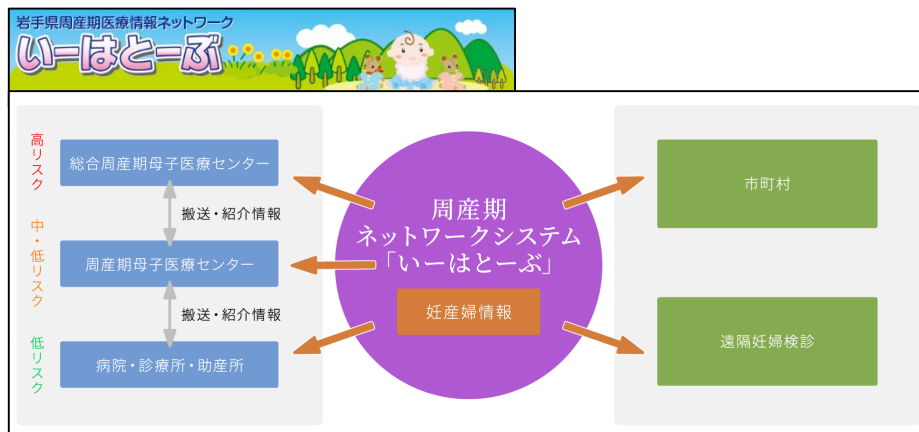 岩手県周産期医療情報ネットワーク
いーはとーぶ
高リスク
総合周産期母子医療センター
搬送・紹介情報
中・低リスク
周産期母子医療センター
搬送・紹介情報
低リスク
病院・診療所・助産所
周産期
ネットワークシステム
「いーはとーぶ」
妊産婦情報
市町村
遠隔妊婦検診